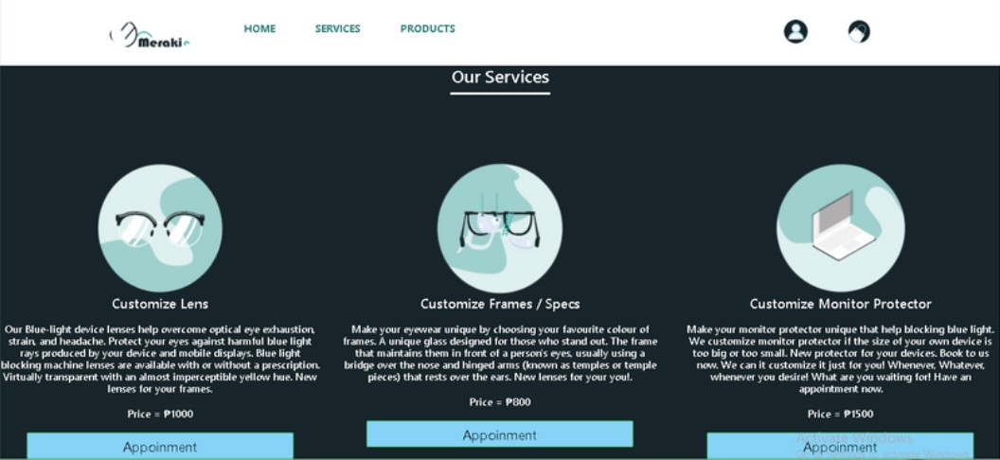 Meraki
HOME
SERVICES
PRODUCTS
Our Services
Customize Lens
Our Blue-light device lenses help overcome optical eye exhaustion,
strain, and headache. Protect your eyes against harmful blue light
rays produced by your device and mobile displays. Blue light
blocking machine lenses are available with or without a prescription.
Virtually transparent with an almost imperceptible yellow hue. New
lenses for your frames.
Price = ₱1000
Appoinment
Customize Frames / Specs
Make your eyewear unique by choosing your favourite colour of
frames. A unique glass designed for those who stand out. The frame
that maintains them in front of a person's eyes, usually using a
bridge over the nose and hinged arms (known as temples or temple
pieces) that rests over the ears. New lenses for your you!.
Price = ₱800
Appoinment
Customize Monitor Protector
Make your monitor protector unique that help blocking blue light.
We customize monitor protector if the size of your own device is
too big or too small. New protector for your devices. Book to us
now. We can it customize it just for you! Whenever, Whatever,
whenever you desire! What are you waiting for! Have an
appointment now.
Price = ₱1500
Appoinment
Activate Windows